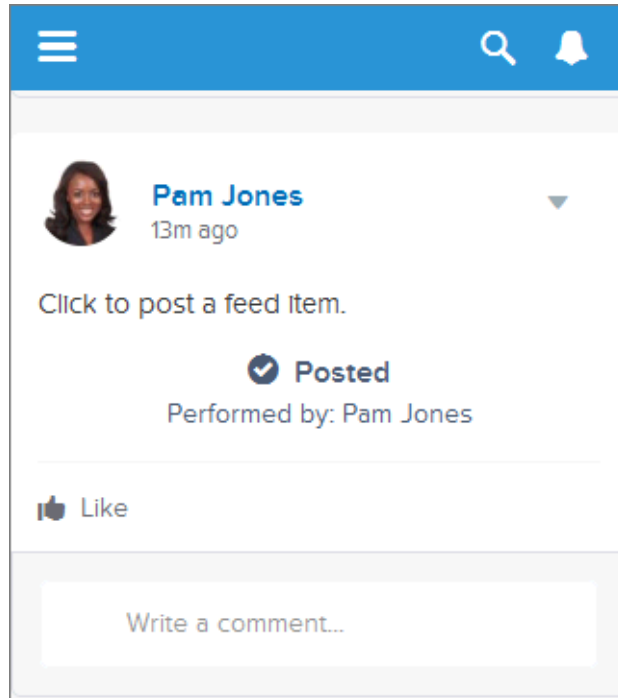 Pam Jones
13m ago
Click to post a feed item.
Posted
Performed by: Pam Jones
Like
Write a comment...